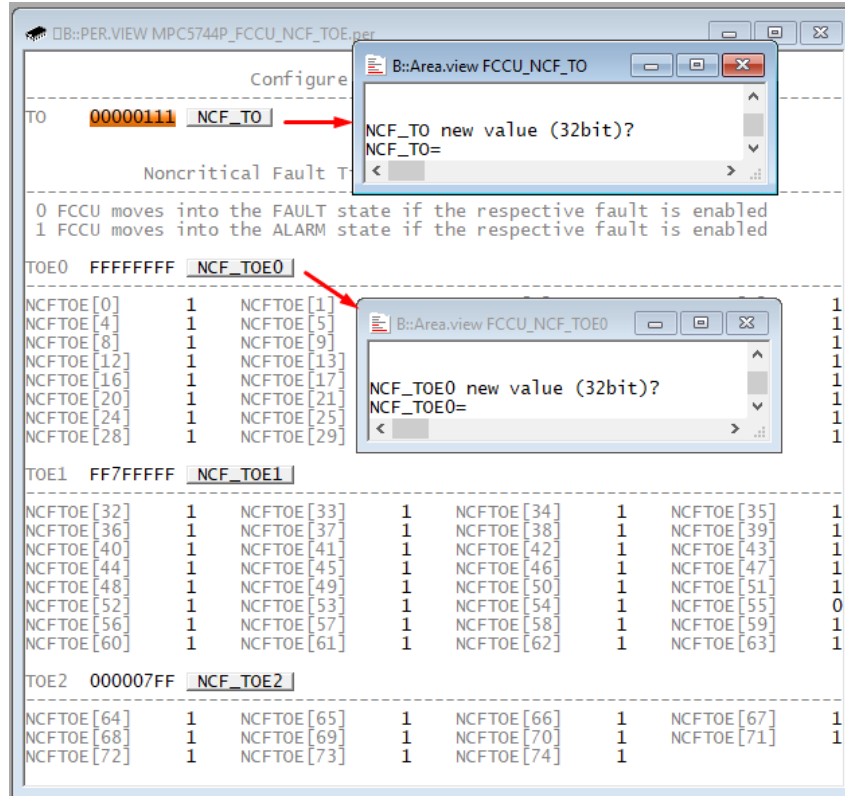 B::PER.VIEW MPC5744P_FCCU_NCF_TOE.per
B::Area.view FCCU_NCF_TO
Configure
TO 00000111 NCF_TO
NCF_TO new value (32bit)?
NCF_TO=
Noncritical Fault
0 FCCU moves into the FAULT state if the respective fault is enabled
1 FCCU moves into the ALARM state if the respective fault is enabled
TOE0 FFFFFFFF NCF_TOE0
B::Area.view FCCU_NCF_TOE0
NCF_TOE0 new value (32bit)?
NCF_TOE0=
NCFTOE[0] 1 NCFTOE[1] 1
NCFTOE[4] 1 NCFTOE[5] 1
NCFTOE[8] 1 NCFTOE[9] 1
NCFTOE[12] 1 NCFTOE[13] 1
NCFTOE[16] 1 NCFTOE[17] 1
NCFTOE[20] 1 NCFTOE[21] 1
NCFTOE[24] 1 NCFTOE[25] 1
NCFTOE[28] 1 NCFTOE[29] 1
TOE1 FF7FFFFF NCF_TOE1
NCFTOE[32] 1 NCFTOE[33] 1 NCFTOE[34] 1 NCFTOE[35] 1
NCFTOE[36] 1 NCFTOE[37] 1 NCFTOE[38] 1 NCFTOE[39] 1
NCFTOE[40] 1 NCFTOE[41] 1 NCFTOE[42] 1 NCFTOE[43] 1
NCFTOE[44] 1 NCFTOE[45] 1 NCFTOE[46] 1 NCFTOE[47] 1
NCFTOE[48] 1 NCFTOE[49] 1 NCFTOE[50] 1 NCFTOE[51] 1
NCFTOE[52] 1 NCFTOE[53] 1 NCFTOE[54] 1 NCFTOE[55] 0
NCFTOE[56] 1 NCFTOE[57] 1 NCFTOE[58] 1 NCFTOE[59] 1
NCFTOE[60] 1 NCFTOE[61] 1 NCFTOE[62] 1 NCFTOE[63] 1
TOE2 000007FF NCF_TOE2
NCFTOE[64] 1 NCFTOE[65] 1 NCFTOE[66] 1 NCFTOE[67] 1
NCFTOE[68] 1 NCFTOE[69] 1 NCFTOE[70] 1 NCFTOE[71] 1
NCFTOE[72] 1 NCFTOE[73] 1 NCFTOE[74] 1